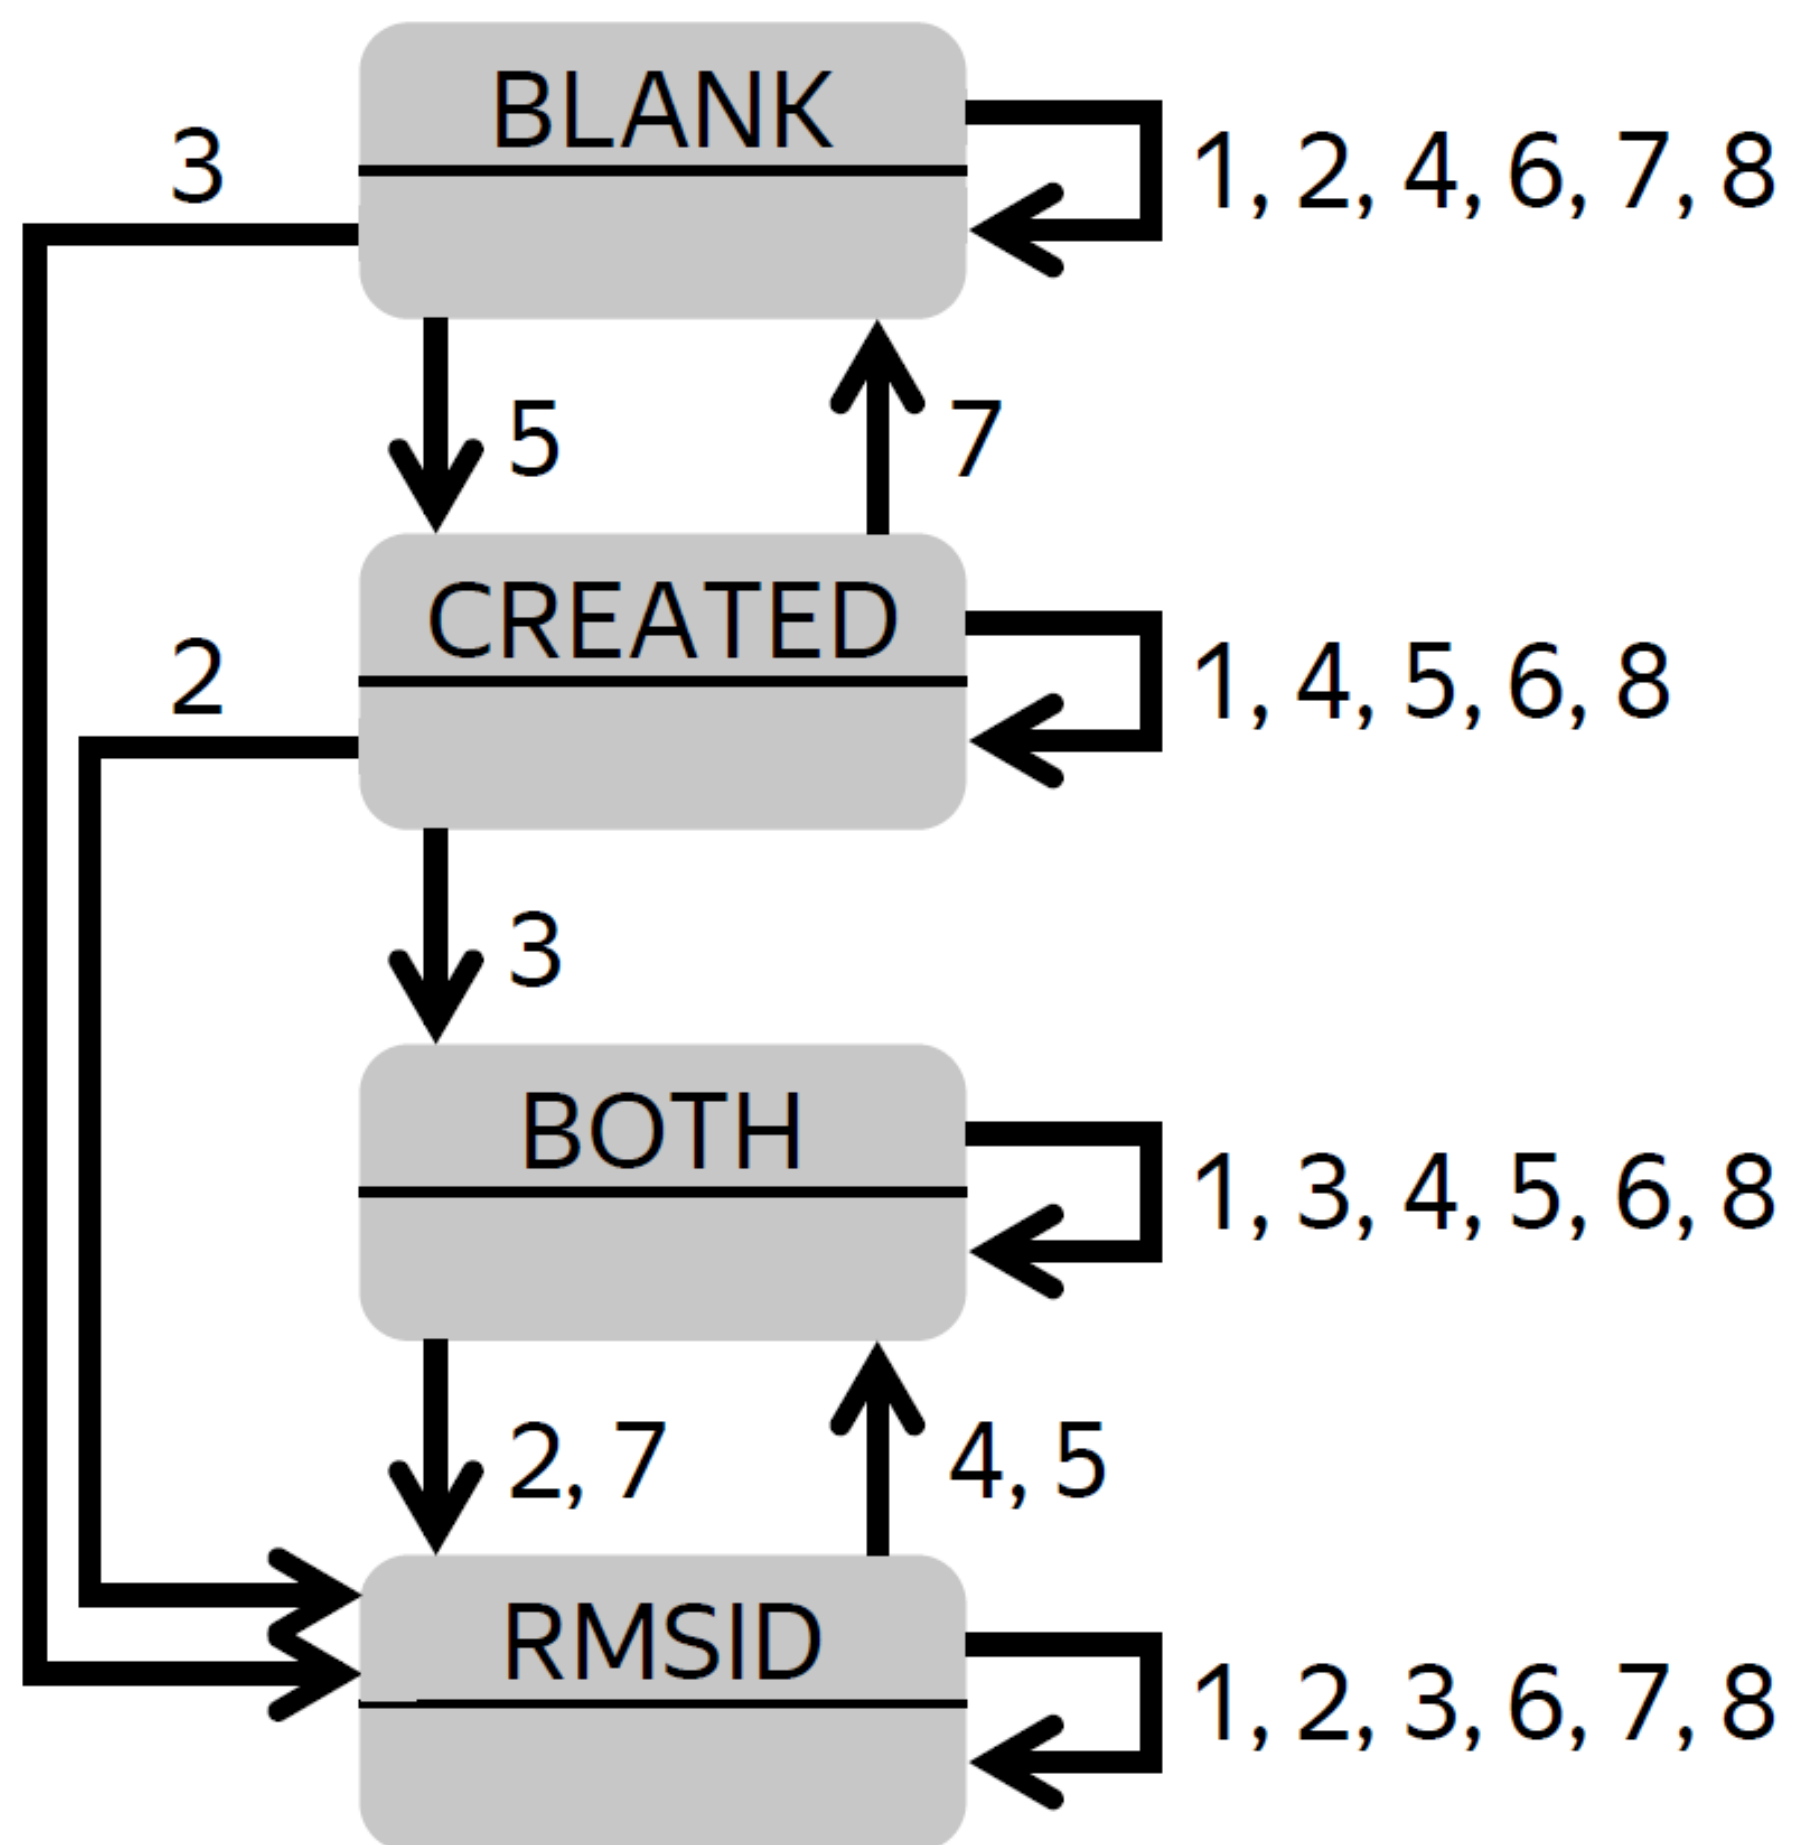 BLANK
3
1, 2, 4, 6, 7, 8
5
7
CREATED
2
1, 4, 5, 6, 8
3
BOTH
1, 3, 4, 5, 6, 8
2, 7
4, 5
RMSID
1, 2, 3, 6, 7, 8